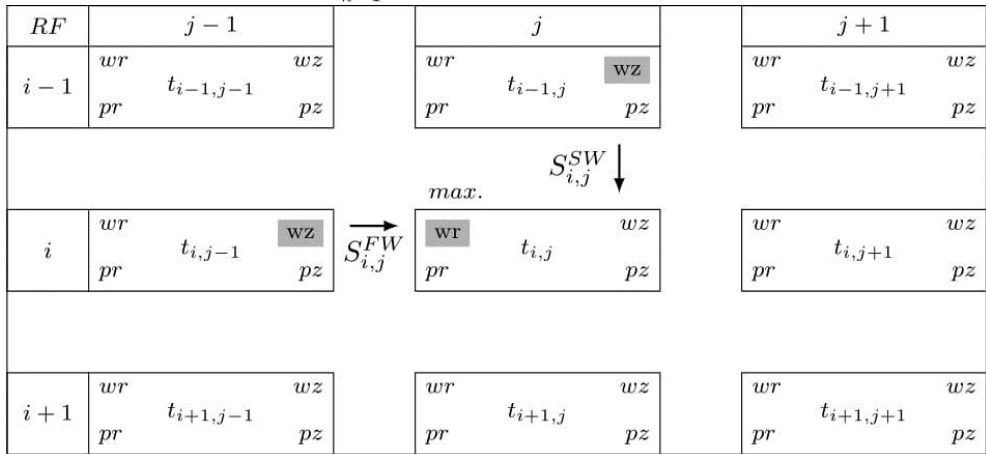 RF j − 1 j j + 1
wr wz wr wz wr wz
i − 1 t_{i−1,j−1} t_{i−1,j} t_{i−1,j+1}
pr pz pr pz pr pz
S^{SW}_{i,j}
max.
wr wz wr wz wr wz
i t_{i,j−1} S^{FW}_{i,j} t_{i,j} t_{i,j+1}
pr pz pr pz pr pz
wr wz wr wz wr wz
i + 1 t_{i+1,j−1} t_{i+1,j} t_{i+1,j+1}
pr pz pr pz pr pz